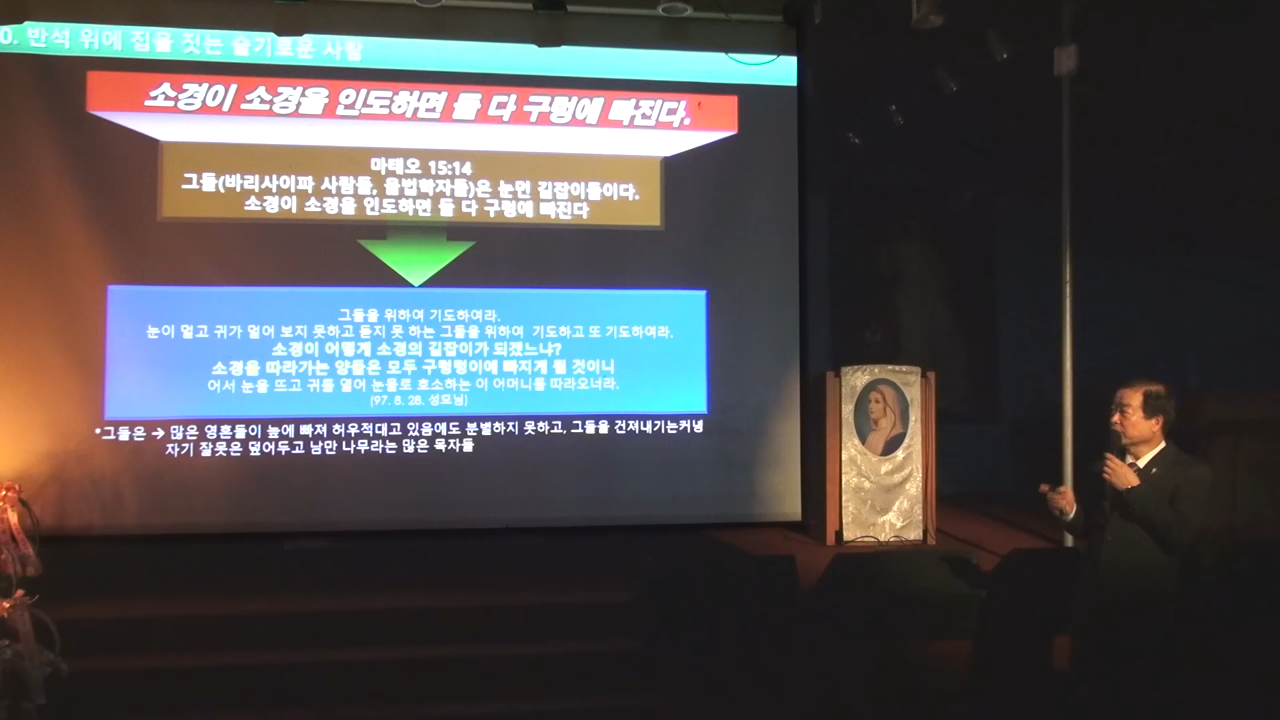 0. 반석 위에 집을 짓는 슬기로운 사람
소경이 소경을 인도하면 둘 다 구렁에 빠진다.
마태오 15:14
그들(바리사이파 사람들, 율법학자들)은 눈먼 길잡이들이다.
소경이 소경을 인도하면 둘 다 구렁에 빠진다
그들을 위하여 기도하여라.
눈이 멀고 귀가 멀어 보지 못하고 듣지 못 하는 그들을 위하여 기도하고 또 기도하여라.
소경이 어떻게 소경의 길잡이가 되겠느냐?
소경을 따라가는 양들은 모두 구렁텅이에 빠지게 될 것이니
어서 눈을 뜨고 귀를 열어 눈물로 호소하는 이 어머니를 따라오너라.
(97. 8. 28. 성모님)
*그들은 → 많은 영혼들이 늪에 빠져 허우적대고 있음에도 분별하지 못하고, 그들을 건져내기는커녕
자기 잘못은 덮어두고 남만 나무라는 많은 목자들